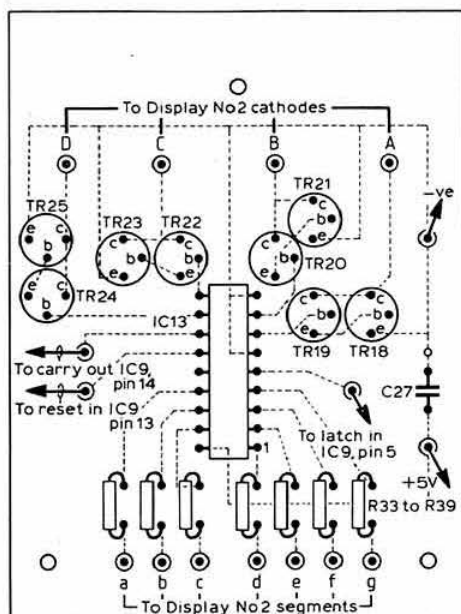 To Display No2 cathodes
D C B A
TR25
TR23
TR22
TR21
-ve
e c b
e c b
c b e
c b e
TR20
e c b
TR24
e c b
IC13
c b e
c b e
TR19
TR18
To carry out IC9,
pin 14
To reset in IC9
pin 13
C27
1
To latch in
IC9, pin 5
+5V
R33 to R39
a b c d e f g
To Display No2 segments